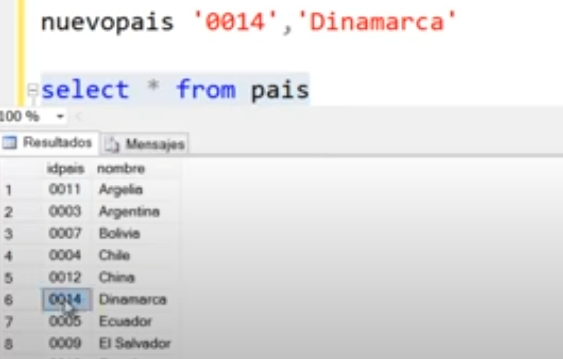 nuevopais '0014','Dinamarca'
select * from pais
100 %
Resultados Mensajes
idpais nombre
1 0011 Argelia
2 0003 Argentina
3 0007 Bolivia
4 0004 Chile
5 0012 China
6 0014 Dinamarca
7 0005 Ecuador
8 0009 El Salvador